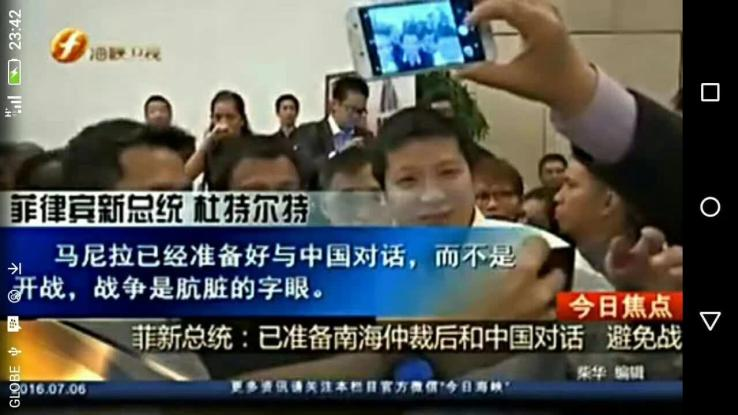 23:42
GLOBE
海峡卫视
菲律宾新总统 杜特尔特
马尼拉已经准备好与中国对话，而不是
开战，战争是肮脏的字眼。
今日焦点
菲新总统：已准备南海仲裁后和中国对话 避免战
柴华 编辑
2016.07.06
更多资讯请关注本栏目官方微信"今日海峡"